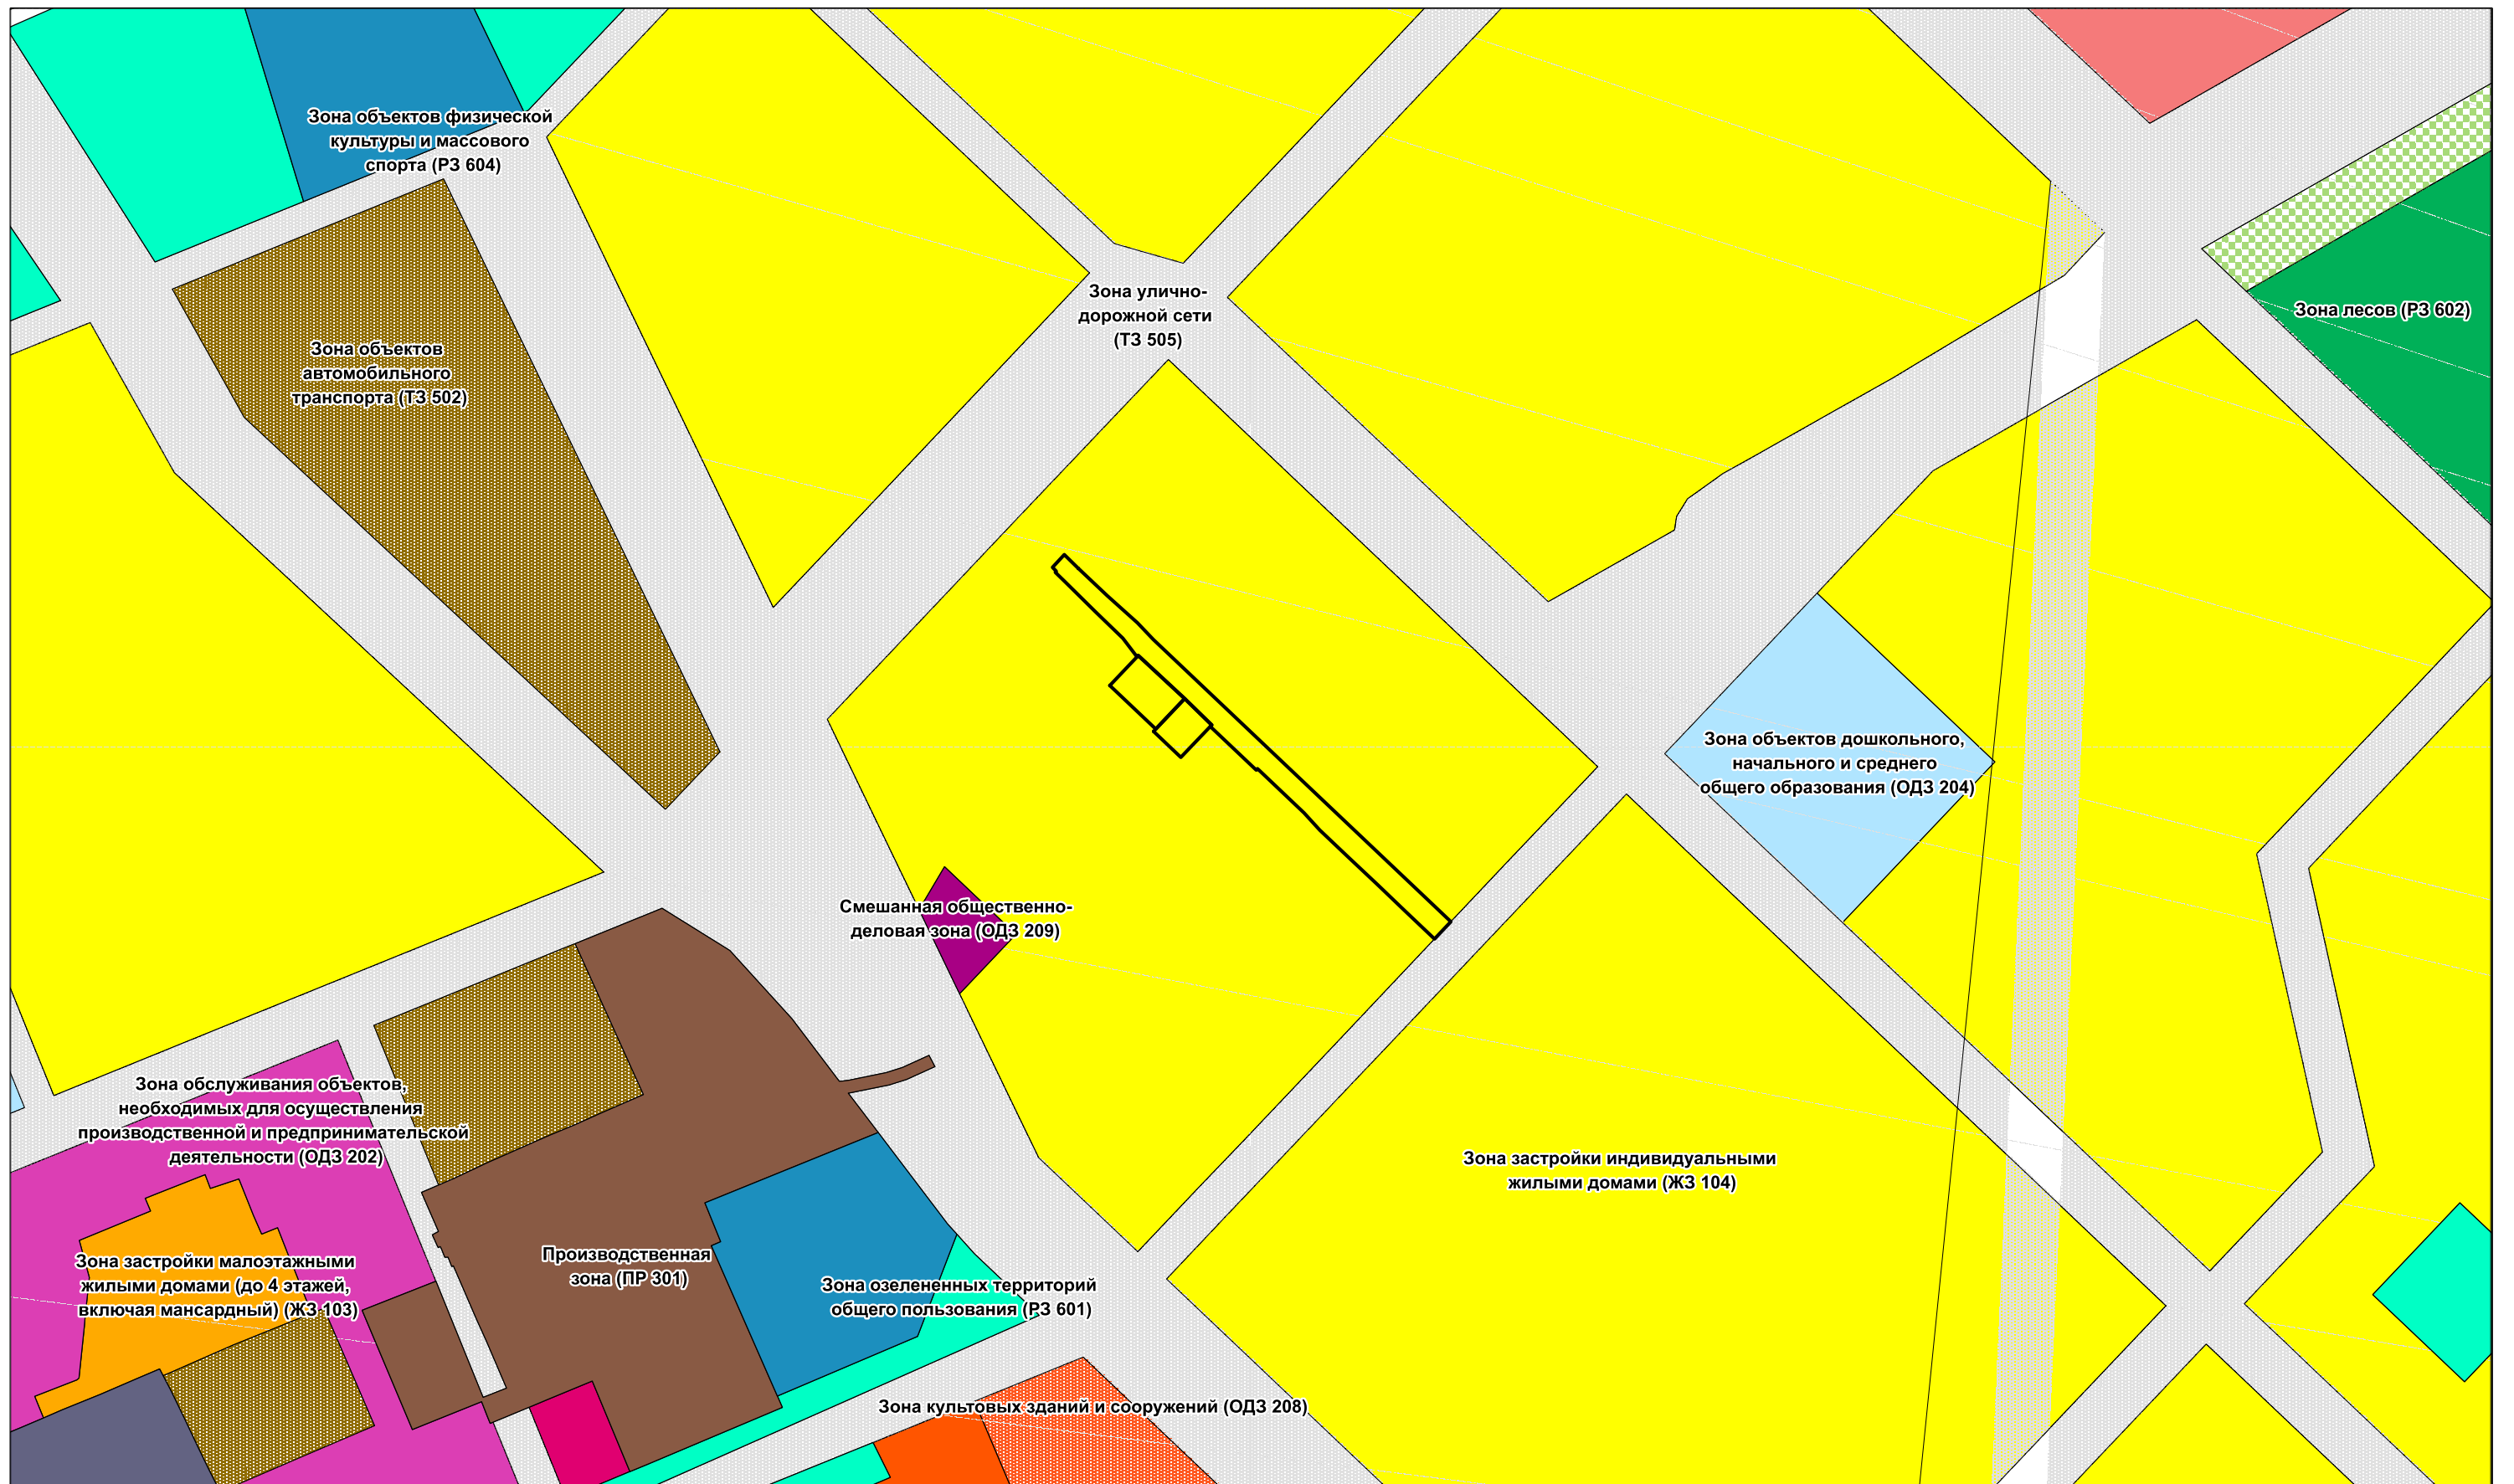 Зона объектов физической
культуры и массового
спорта (РЗ 604)
Зона улично-
дорожной сети
(ТЗ 505)
Зона лесов (РЗ 602)
Зона объектов
автомобильного
транспорта (ТЗ 502)
Зона объектов дошкольного,
начального и среднего
общего образования (ОДЗ 204)
Смешанная общественно-
деловая зона (ОДЗ 209)
Зона обслуживания объектов,
необходимых для осуществления
производственной и предпринимательской
деятельности (ОДЗ 202)
Зона застройки индивидуальными
жилыми домами (ЖЗ 104)
Зона застройки малоэтажными
жилыми домами (до 4 этажей,
включая мансардный) (ЖЗ 103)
Производственная
зона (ПР 301)
Зона озелененных территорий
общего пользования (РЗ 601)
Зона культовых зданий и сооружений (ОДЗ 208)